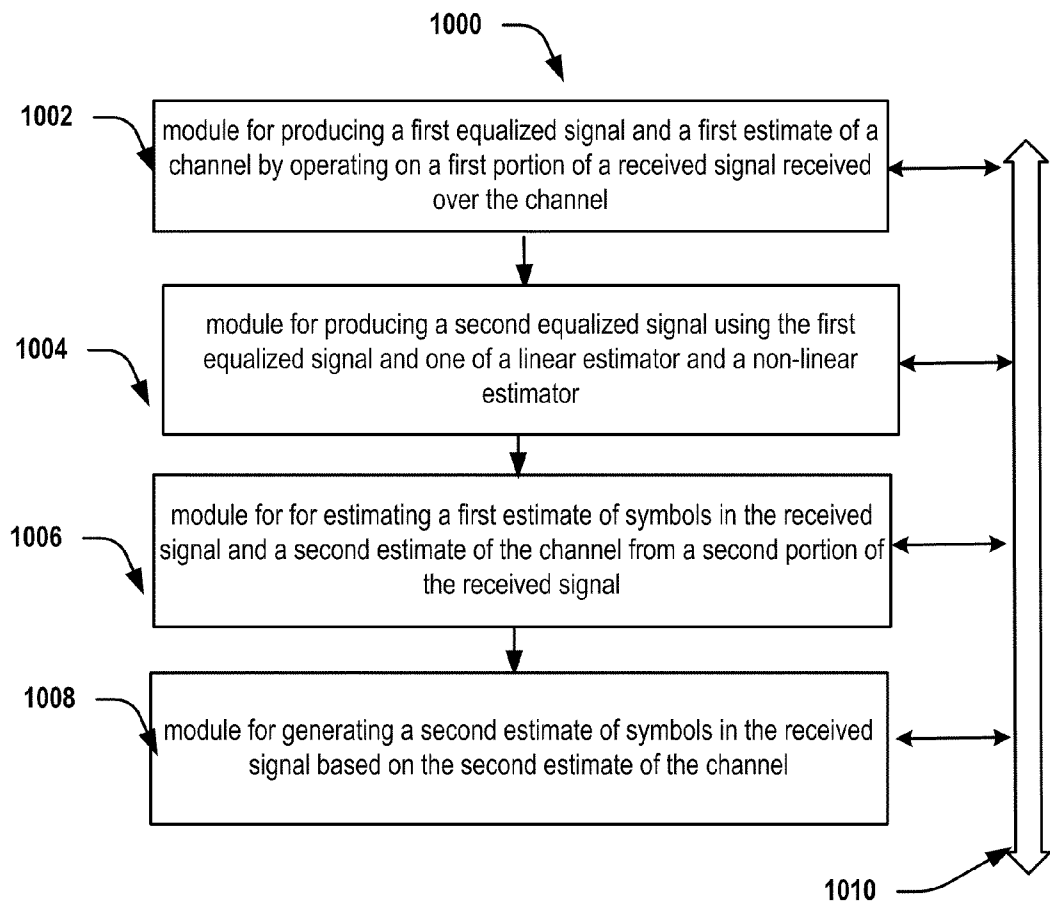 1000
1002
module for producing a first equalized signal and a first estimate of a
channel by operating on a first portion of a received signal received
over the channel
1004
module for producing a second equalized signal using the first
equalized signal and one of a linear estimator and a non-linear
estimator
1006
module for for estimating a first estimate of symbols in the received
signal and a second estimate of the channel from a second portion of
the received signal
1008
module for generating a second estimate of symbols in the received
signal based on the second estimate of the channel
1010